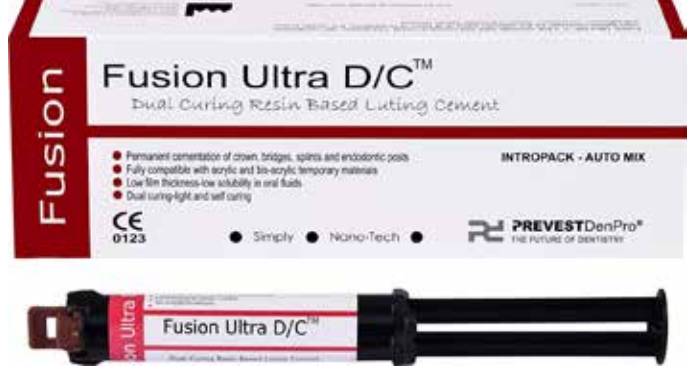 Fusion
Fusion Ultra D/C™
Dual Curing Resin Based Luting Cement
Permanent cementation of crown, bridges, splints and endodontic posts
Fully compatible with acrylic and bis-acrylic temporary materials
Low film thickness-low solubility in oral fluids
Dual curing-light and self curing
INTROPACK - AUTO MIX
CE
0123
Simply
Nano-Tech
PREVESTDenPro®
THE FUTURE OF DENTISTRY
on Ultra
Fusion Ultra D/C™
Dual Curing Resin Based Luting Cement